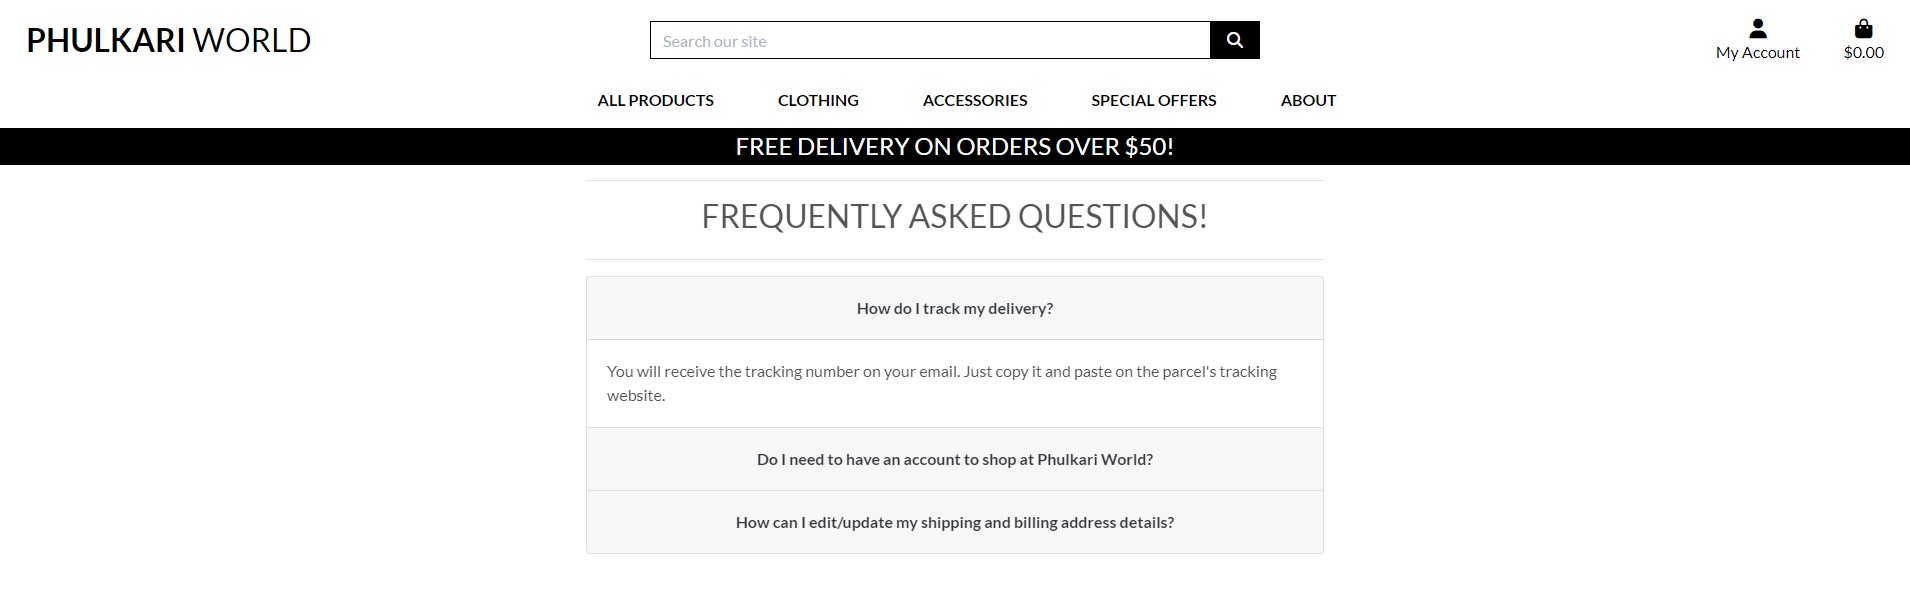 PHULKARI WORLD
Search our site
My Account
$0.00
ALL PRODUCTS
CLOTHING
ACCESSORIES
SPECIAL OFFERS
ABOUT
FREE DELIVERY ON ORDERS OVER $50!
FREQUENTLY ASKED QUESTIONS!
How do I track my delivery?
You will receive the tracking number on your email. Just copy it and paste on the parcel's tracking
website.
Do I need to have an account to shop at Phulkari World?
How can I edit/update my shipping and billing address details?